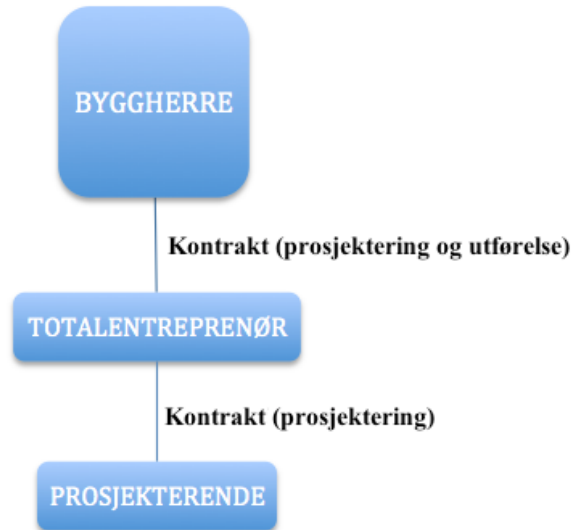 BYGGHERRE
Kontrakt (prosjektering og utførelse)
TOTALENTREPRENØR
Kontrakt (prosjektering)
PROSJEKTERENDE